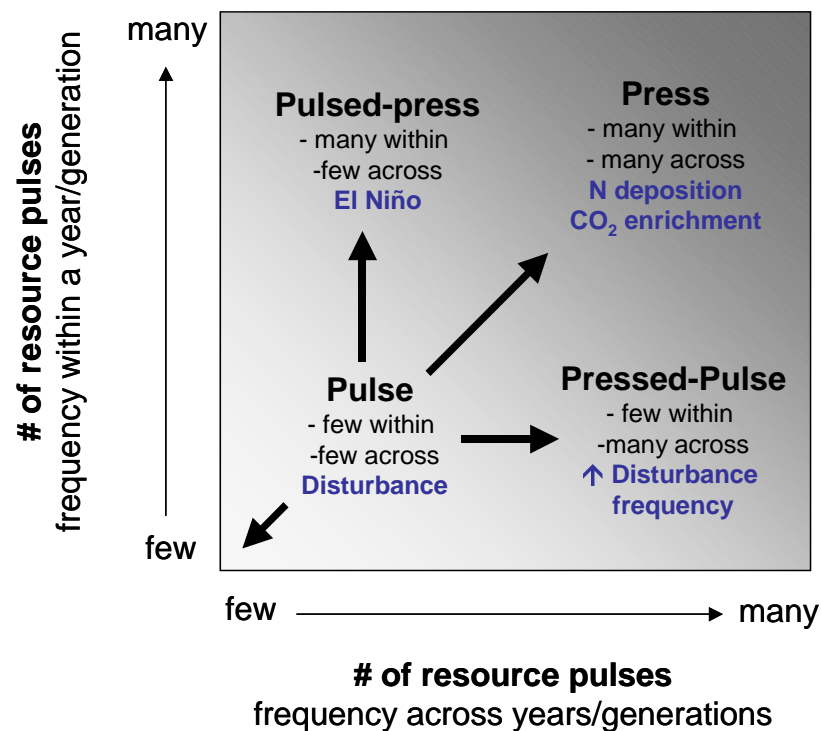 many
# of resource pulses
frequency within a year/generation
few
Pulsed-press
- many within
-few across
El Niño
Press
- many within
- many across
N deposition
CO₂ enrichment
Pulse
- few within
-few across
Disturbance
Pressed-Pulse
- few within
-many across
↑ Disturbance
frequency
few
many
# of resource pulses
frequency across years/generations